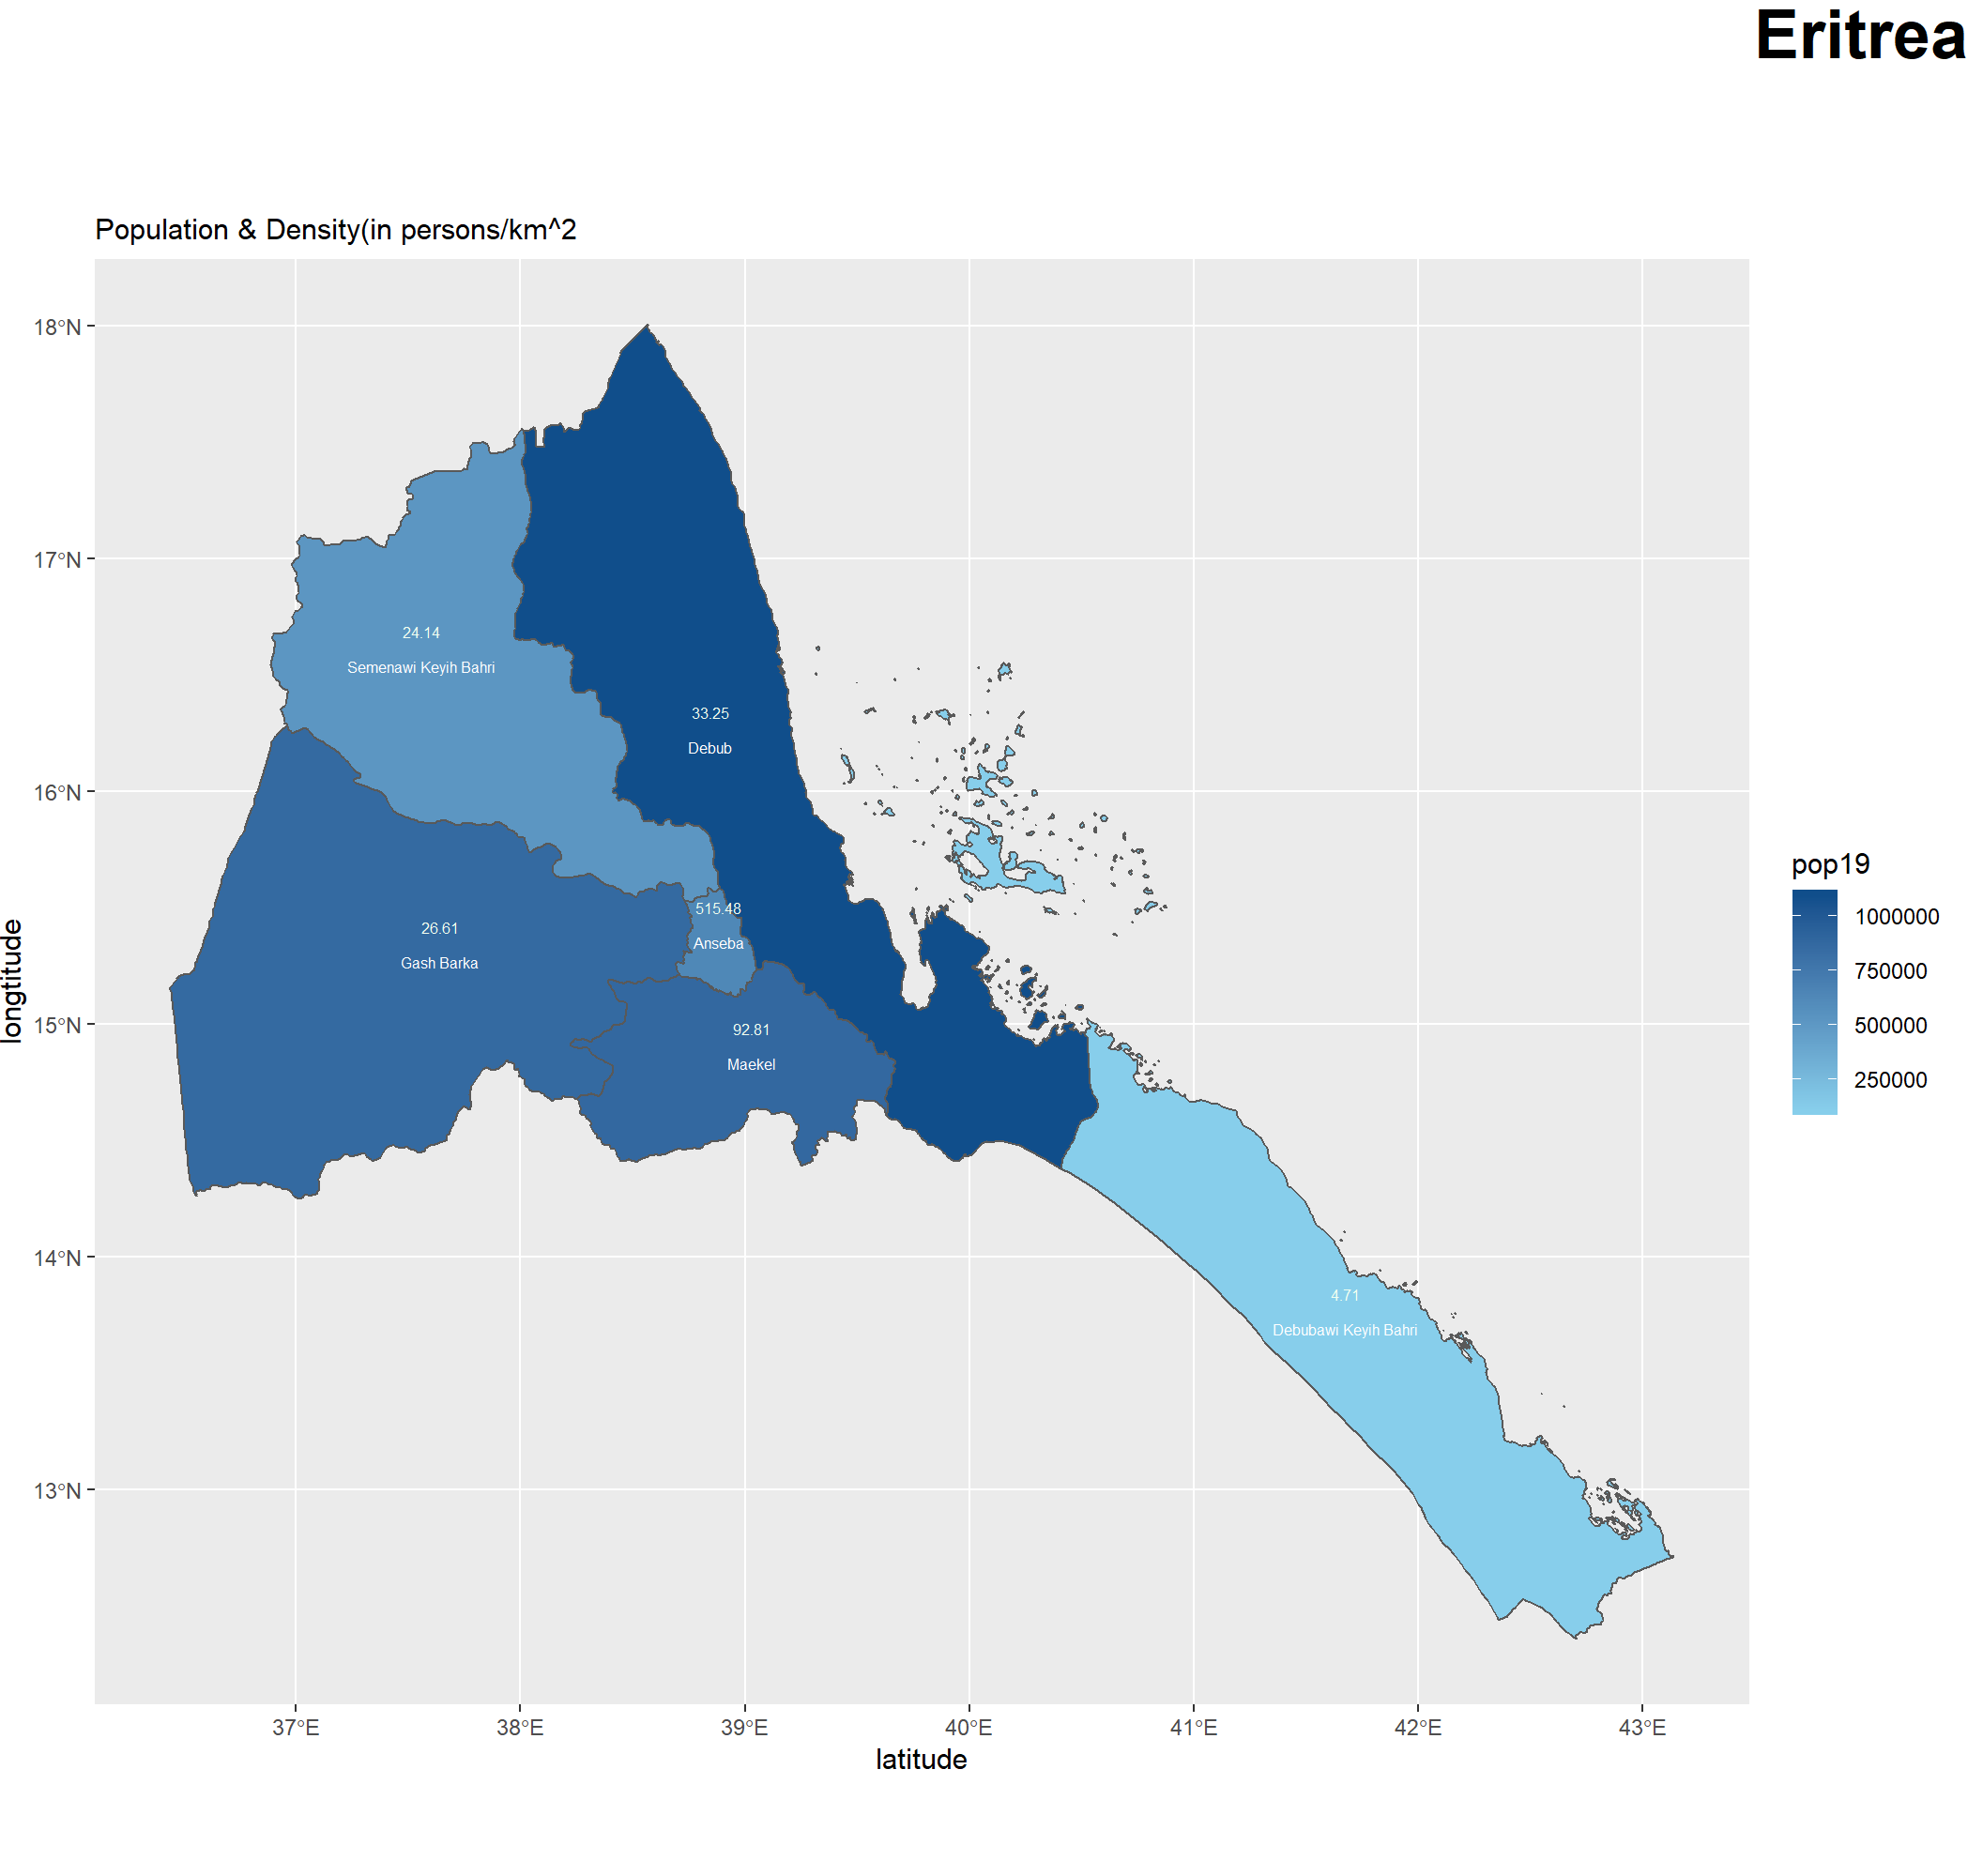 Eritrea
Population & Density(in persons/km^2
18°N
17°N
16°N
15°N
14°N
13°N
longtitude
24.14
Semenawi Keyih Bahri
33.25
Debub
515.48
Anseba
26.61
Gash Barka
92.81
Maekel
4.71
Debubawi Keyih Bahri
pop19
1000000
750000
500000
250000
37°E
38°E
39°E
40°E
41°E
42°E
43°E
latitude